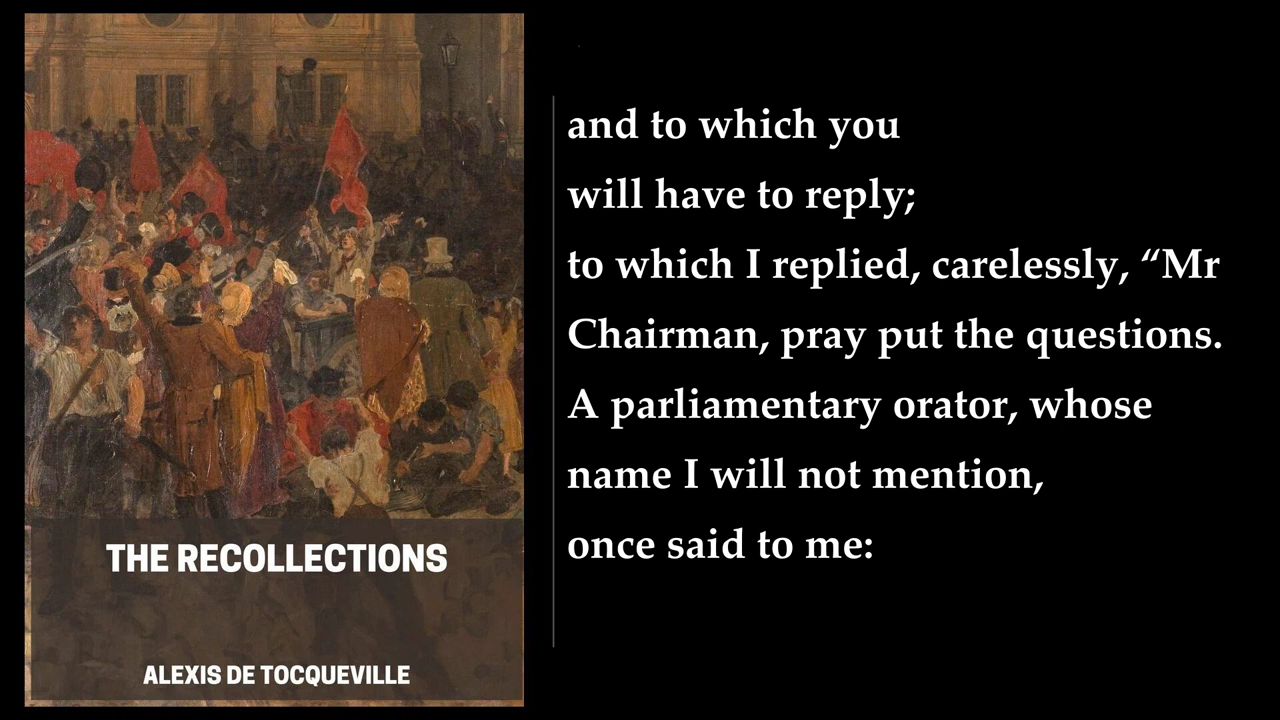 THE RECOLLECTIONS
ALEXIS DE TOCQUEVILLE
and to which you
will have to reply;
to which I replied, carelessly, “Mr
Chairman, pray put the questions.
A parliamentary orator, whose
name I will not mention,
once said to me: